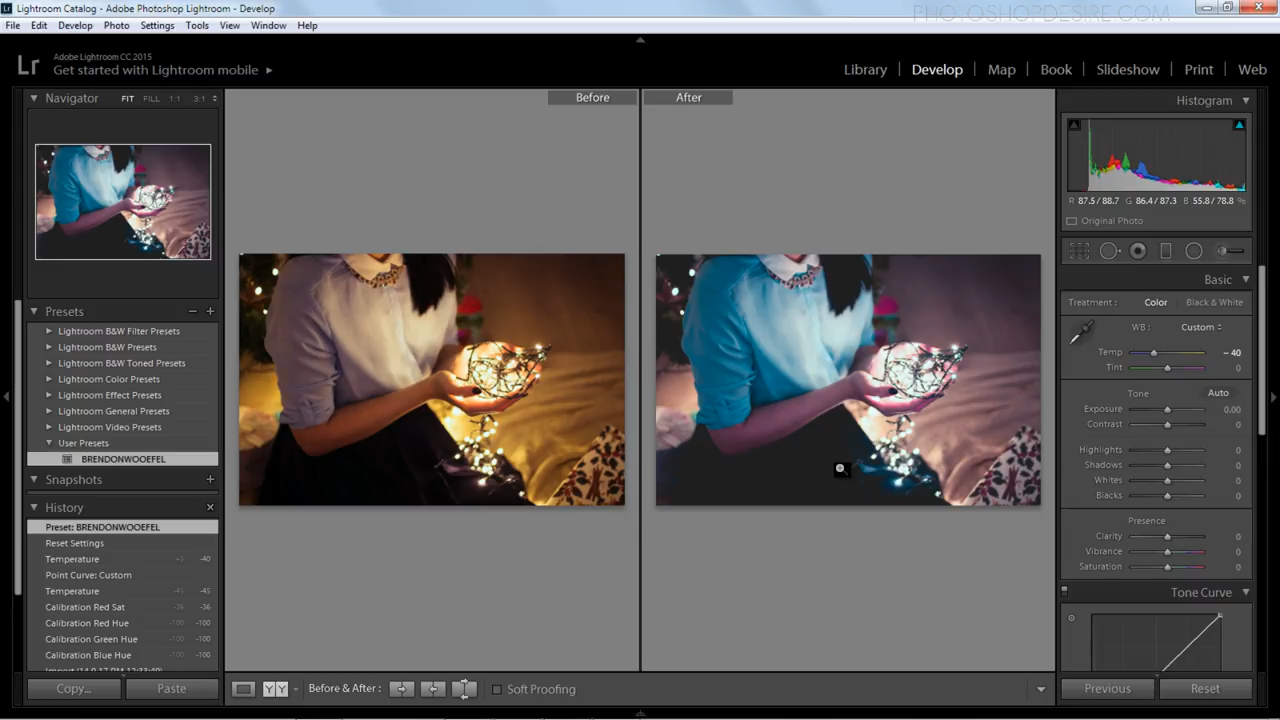 Lightroom Catalog - Adobe Photoshop Lightroom - Develop
PHOTOSHOPDESIRE.COM
File Edit Develop Photo Settings Tools View Window Help
Lr
Adobe Lightroom CC 2015
Get started with Lightroom mobile
Library Develop Map Book Slideshow Print Web
Navigator FIT FILL 1:1 3:1
Before
After
Histogram
R 87.5 / 88.7 G 86.4 / 87.3 B 55.8 / 78.8 %
Original Photo
Basic
Treatment : Color Black & White
WB : Custom
Temp - 40
Tint 0
Tone Auto
Exposure 0.00
Contrast 0
Highlights 0
Shadows 0
Whites 0
Blacks 0
Presence
Clarity 0
Vibrance 0
Saturation 0
Tone Curve
Presets
Lightroom B&W Filter Presets
Lightroom B&W Presets
Lightroom B&W Toned Presets
Lightroom Color Presets
Lightroom Effect Presets
Lightroom General Presets
Lightroom Video Presets
User Presets
BRENDONWOOEFEL
Snapshots
History
Preset: BRENDONWOOEFEL
Reset Settings
Temperature -5 -40
Point Curve: Custom
Temperature -45 -45
Calibration Red Sat -36 -36
Calibration Red Hue -100 -100
Calibration Green Hue -100 -100
Calibration Blue Hue -100 -100
Copy... Paste
YY Before & After : Soft Proofing
Previous Reset